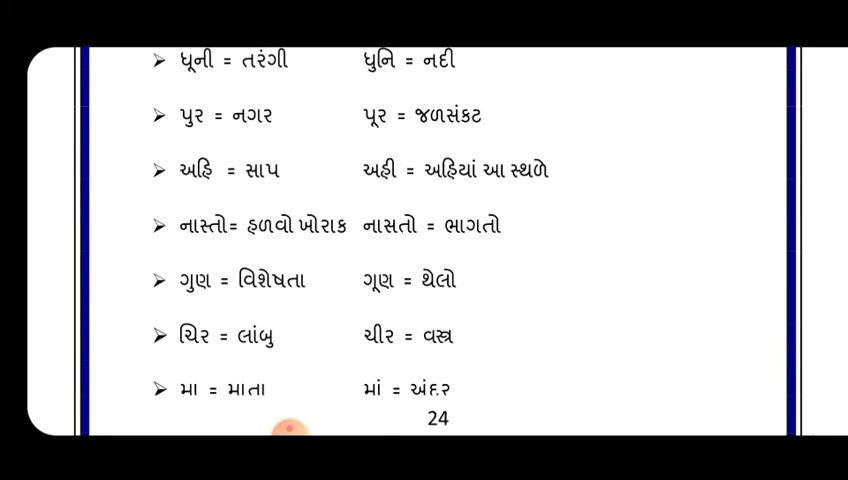 ➢ ધૂની = તરંગી ધુનિ = નદી
➢ પુર = નગર પૂર = જળસંકટ
➢ અહિ = સાપ અહી = અહિયાં આ સ્થળે
➢ નાસ્તો= હળવો ખોરાક નાસતો = ભાગતો
➢ ગુણ = વિશેષતા ગૂણ = થેલો
➢ ચિર = લાંબુ ચીર = વસ્ત્ર
➢ મા = માતા માં = અંદર
24